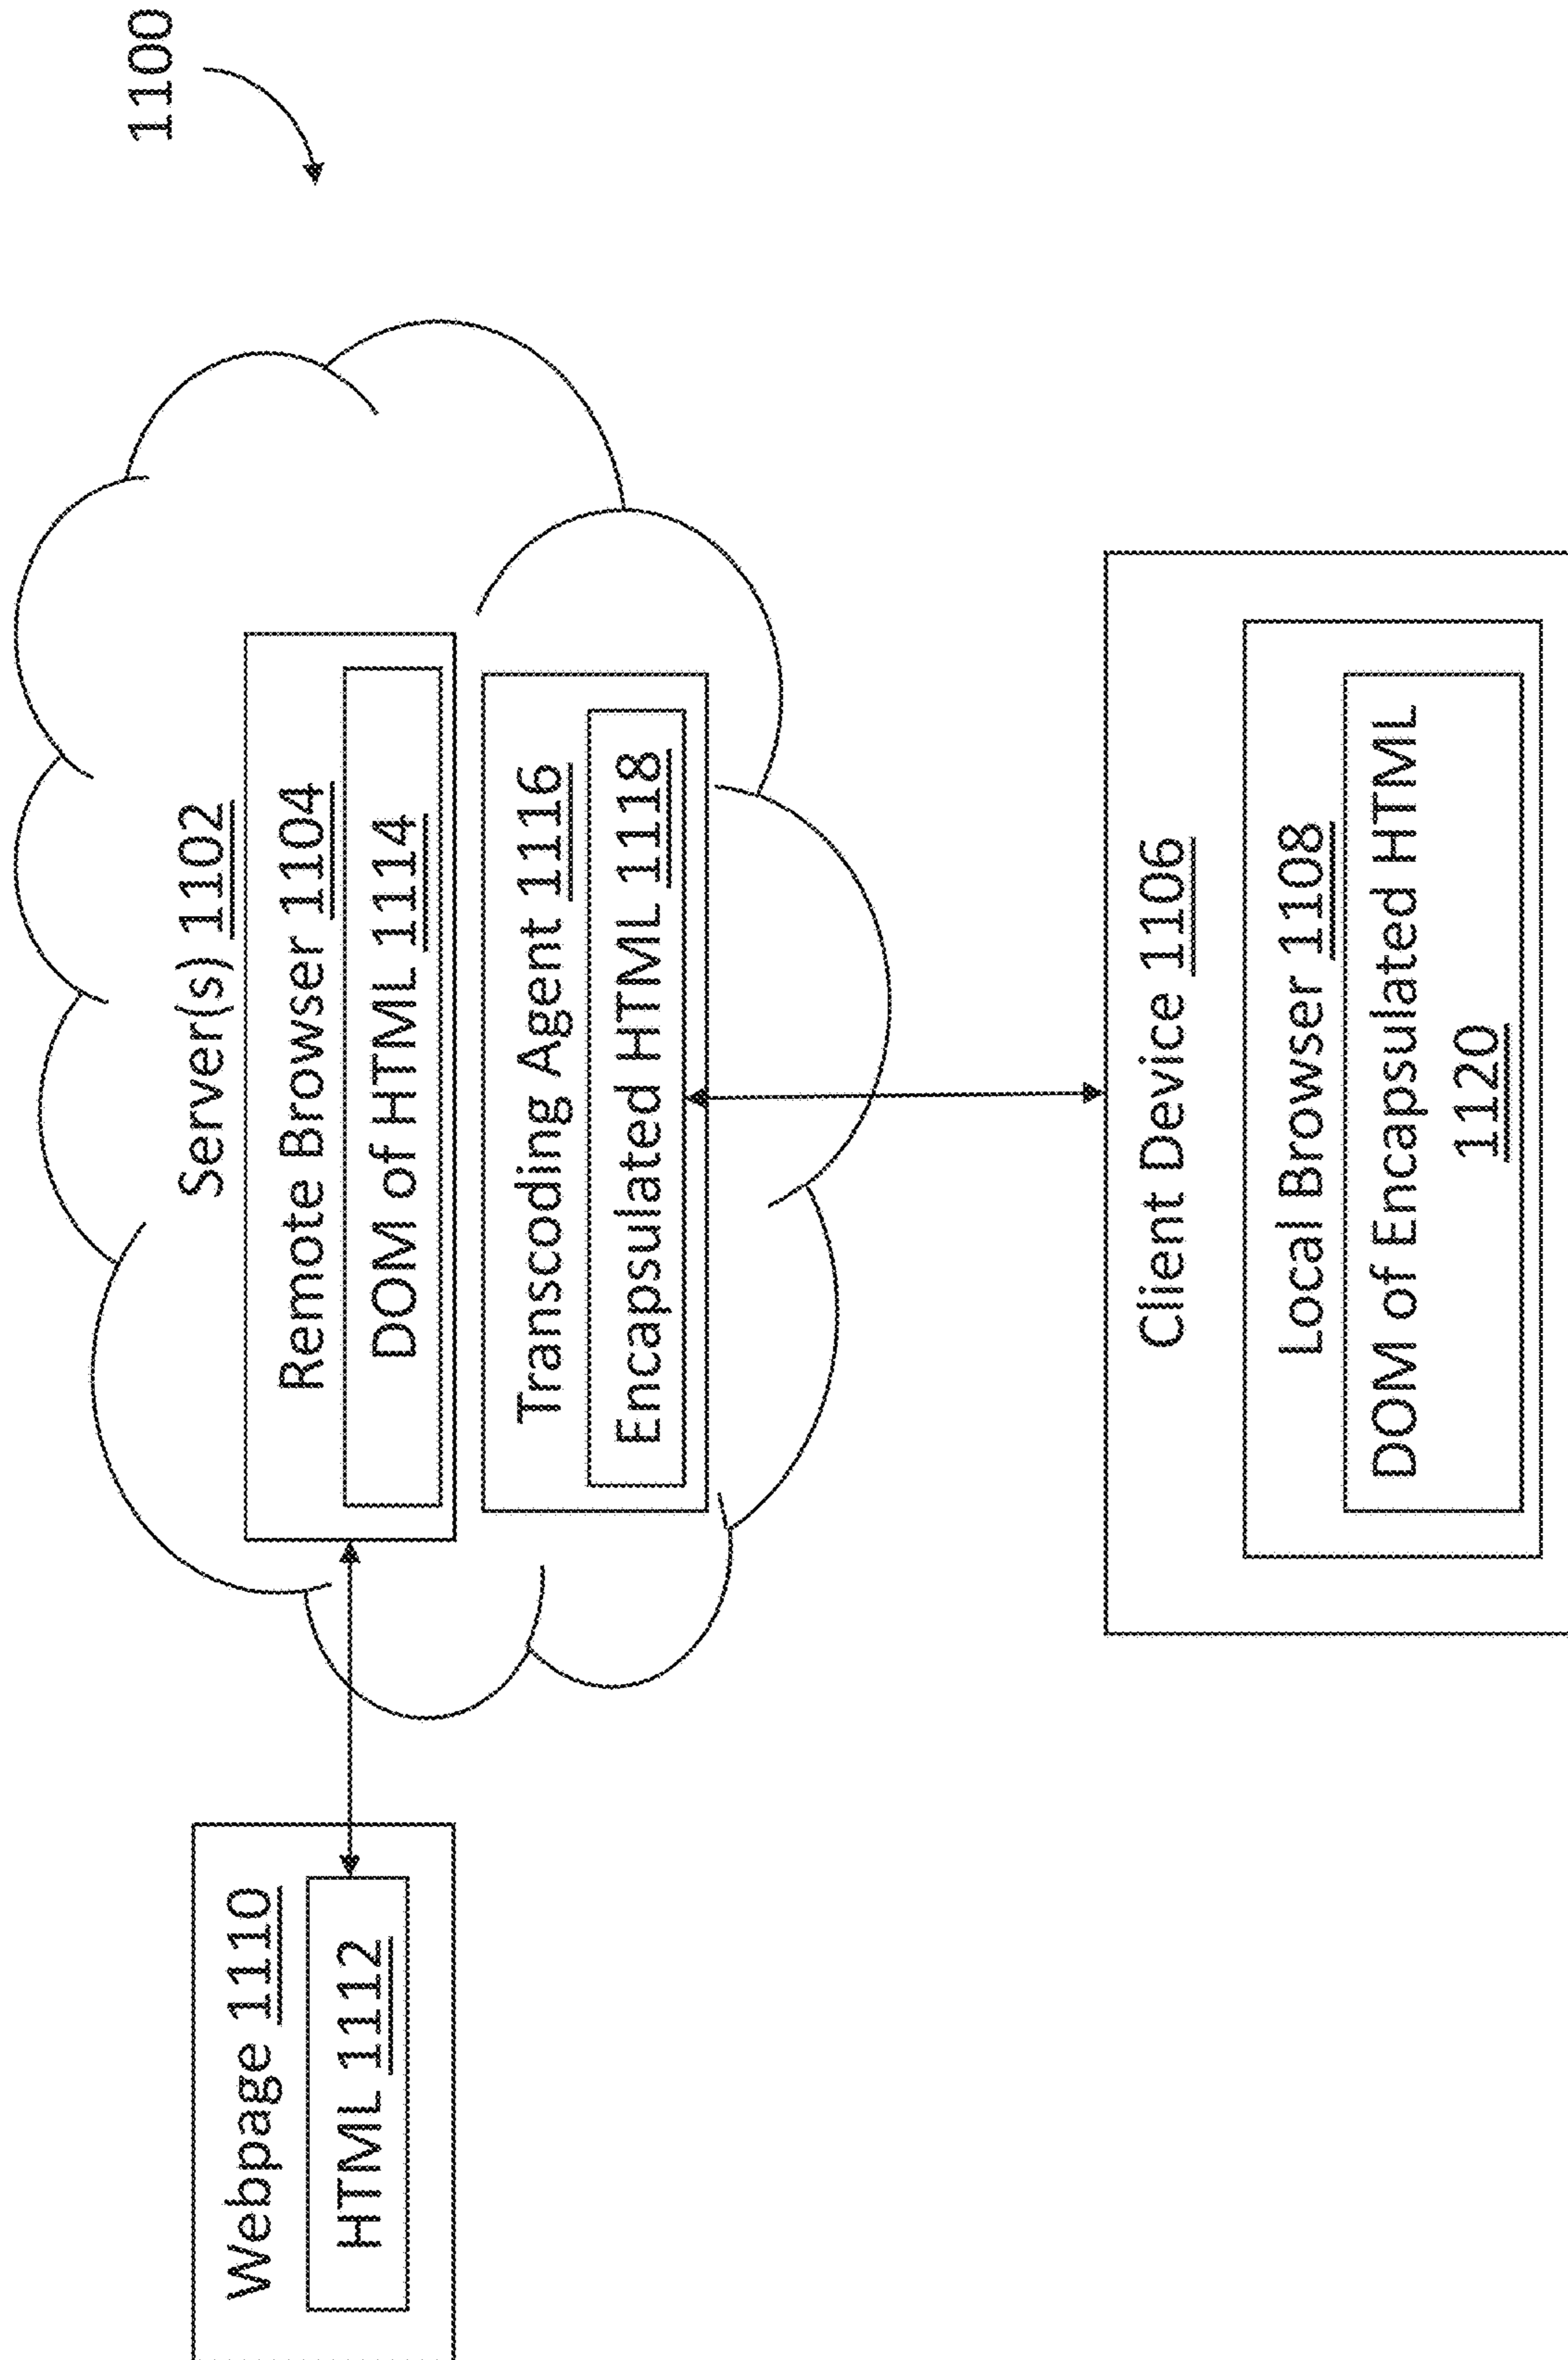 1100
Webpage 1110
HTML 1112
Server(s) 1102
Remote Browser 1104
DOM of HTML 1114
Transcoding Agent 1116
Encapsulated HTML 1118
Client Device 1106
Local Browser 1108
DOM of Encapsulated HTML
1120